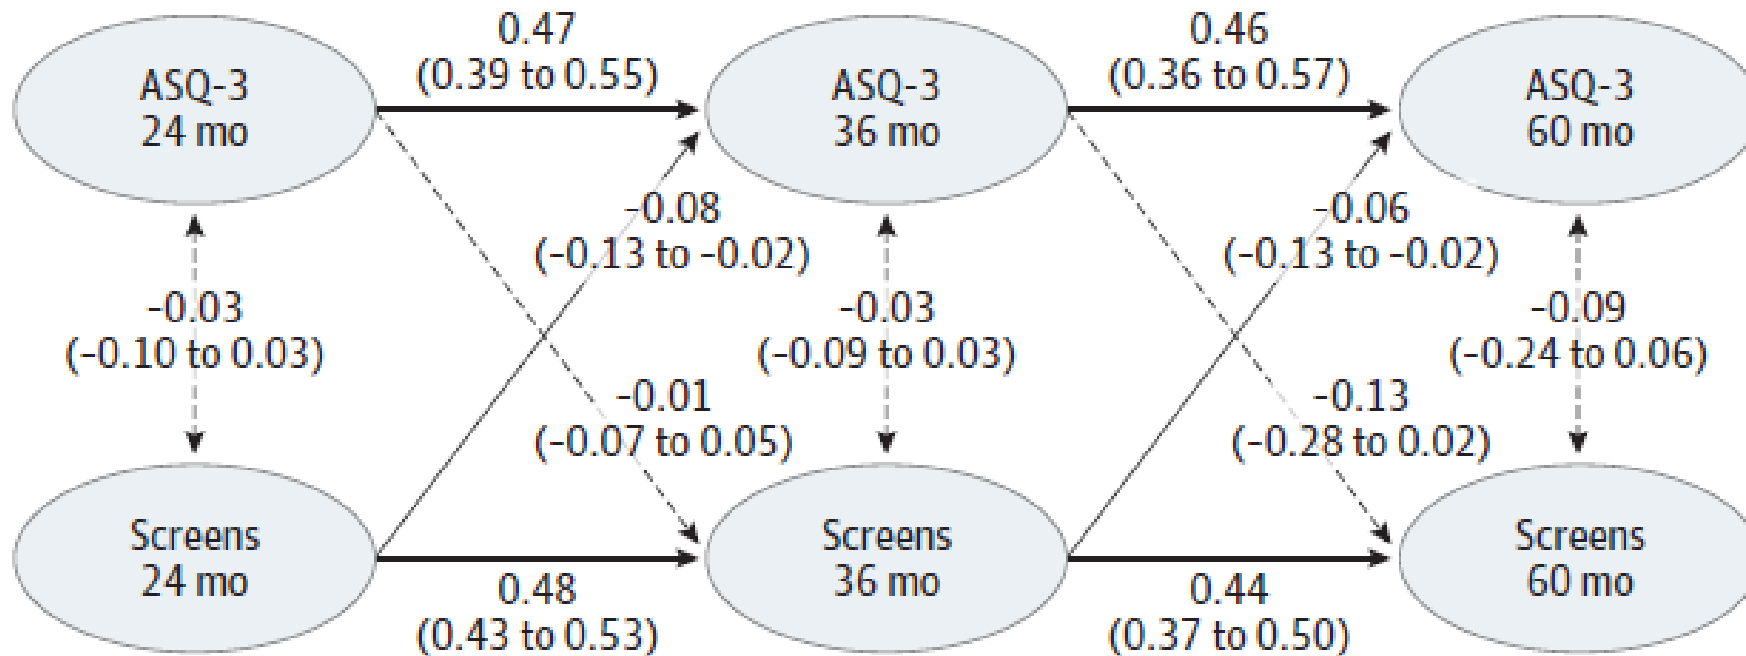 0.47
(0.39 to 0.55)
0.46
(0.36 to 0.57)
ASQ-3
24 mo
ASQ-3
36 mo
ASQ-3
60 mo
-0.08
(-0.13 to -0.02)
-0.06
(-0.13 to -0.02)
-0.03
(-0.10 to 0.03)
-0.03
(-0.09 to 0.03)
-0.09
(-0.24 to 0.06)
-0.01
(-0.07 to 0.05)
-0.13
(-0.28 to 0.02)
Screens
24 mo
Screens
36 mo
Screens
60 mo
0.48
(0.43 to 0.53)
0.44
(0.37 to 0.50)